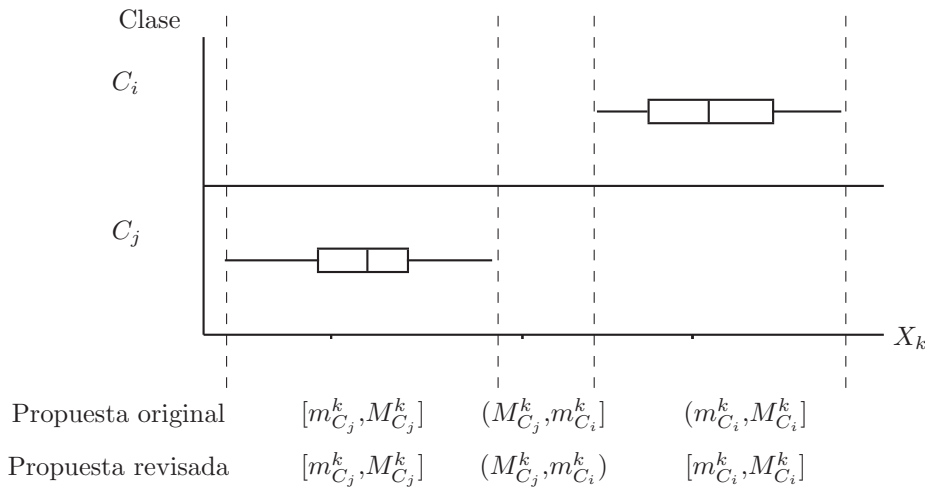 Clase
C_i
C_j
X_k
Propuesta original [m^k_{C_j},M^k_{C_j}] (M^k_{C_j},m^k_{C_i}] (m^k_{C_i},M^k_{C_i}]
Propuesta revisada [m^k_{C_j},M^k_{C_j}] (M^k_{C_j},m^k_{C_i}) [m^k_{C_i},M^k_{C_i}]